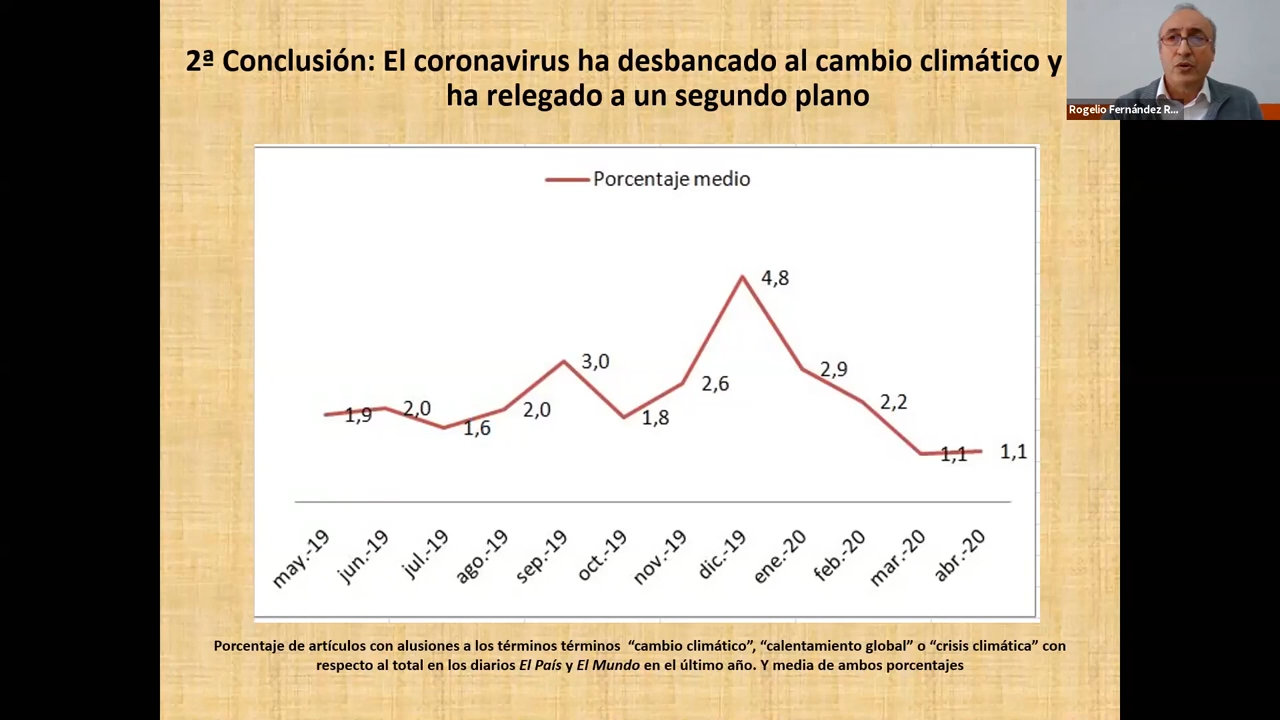 2ª Conclusión: El coronavirus ha desbancado al cambio climático y
ha relegado a un segundo plano
Rogelio Fernández R...
Porcentaje medio
4,8
3,0
2,9
2,6
2,2
1,9
2,0
2,0
1,6
1,8
1,1
1,1
may.-19
jun.-19
jul.-19
ago.-19
sep.-19
oct.-19
nov.-19
dic.-19
ene.-20
feb.-20
mar.-20
abr.-20
Porcentaje de artículos con alusiones a los términos términos “cambio climático”, “calentamiento global” o “crisis climática” con
respecto al total en los diarios El País y El Mundo en el último año. Y media de ambos porcentajes